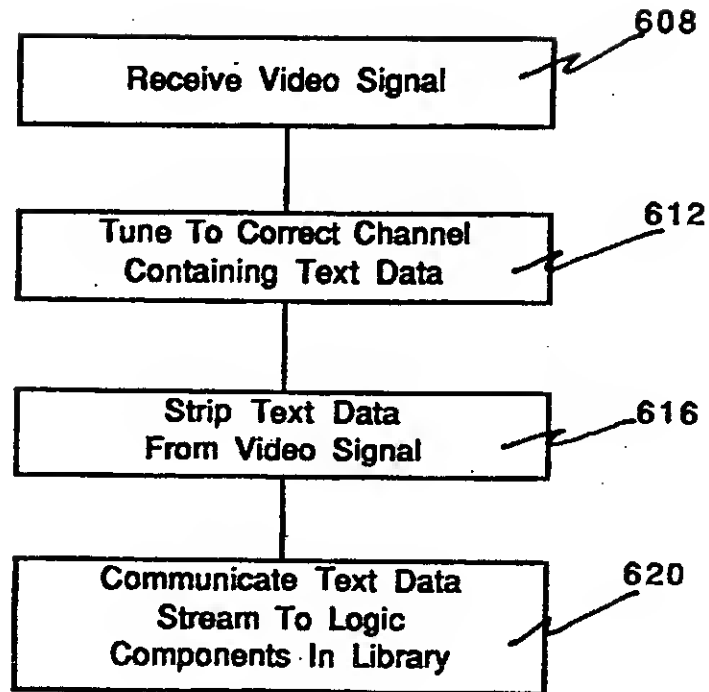 608
Receive Video Signal
Tune To Correct Channel
Containing Text Data
612
Strip Text Data
From Video Signal
616
Communicate Text Data
Stream To Logic
Components In Library
620